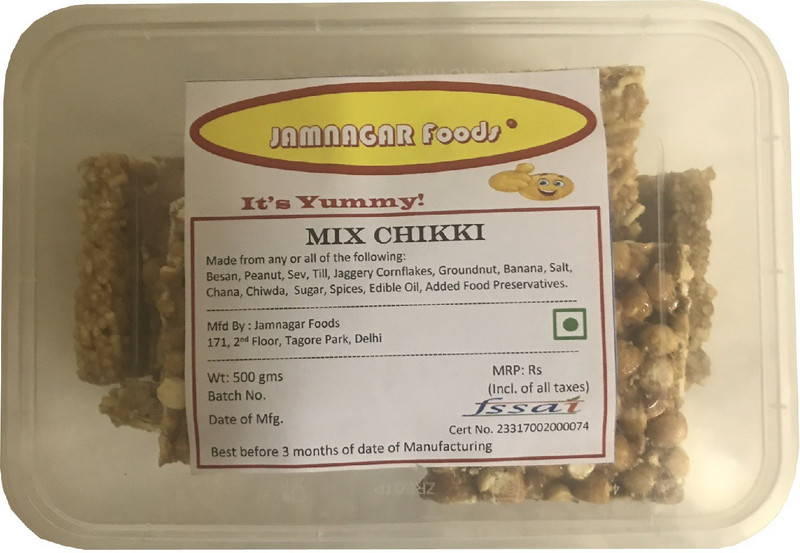 JAMNAGAR Foods
It's Yummy!
MIX CHIKKI
Made from any or all of the following:
Besan, Peanut, Sev, Till, Jaggery Cornflakes, Groundnut, Banana, Salt,
Chana, Chiwda, Sugar, Spices, Edible Oil, Added Food Preservatives.
Mfd By : Jamnagar Foods
171, 2nd Floor, Tagore Park, Delhi
Wt: 500 gms
Batch No.
Date of Mfg.
MRP: Rs
(Incl. of all taxes)
fssai
Cert No. 23317002000074
Best before 3 months of date of Manufacturing